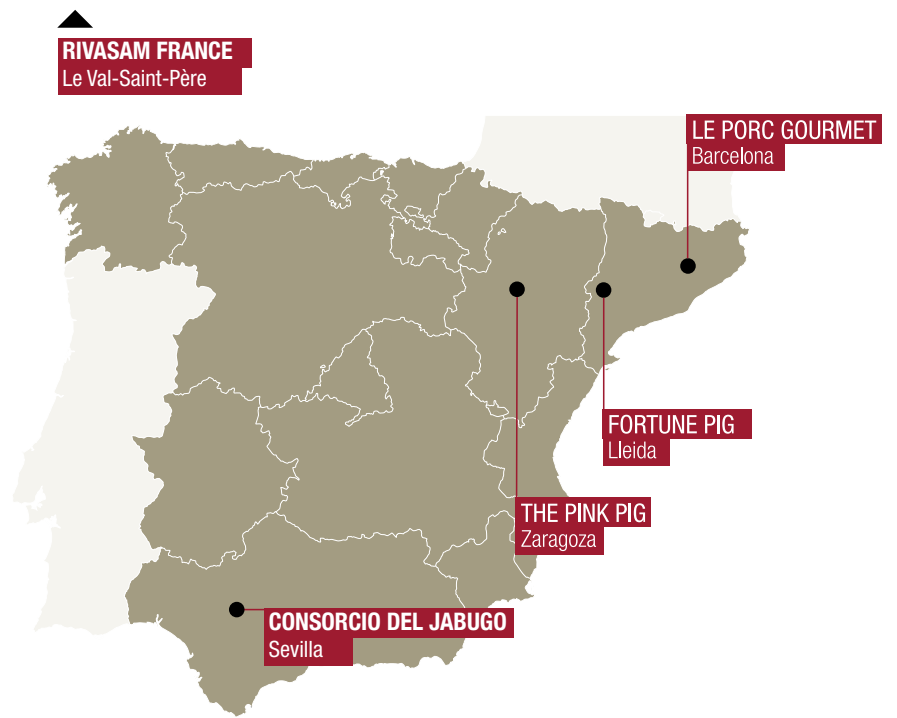 RIVASAM FRANCE
Le Val-Saint-Père
LE PORC GOURMET
Barcelona
FORTUNE PIG
Lleida
THE PINK PIG
Zaragoza
CONSORCIO DEL JABUGO
Sevilla